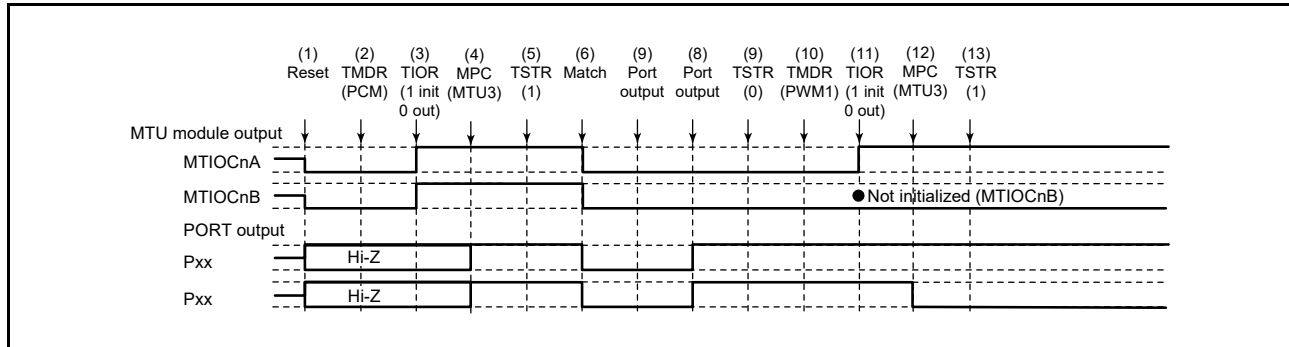 (1) (2) (3) (4) (5) (6) (9) (8) (9) (10) (11) (12) (13)
Reset TMDR TIOR MPC TSTR Match Port Port TSTR TMDR TIOR MPC TSTR
(PCM) (1 init (MTU3) (1) output output (0) (PWM1) (1 init (MTU3) (1)
0 out) 0 out)
MTU module output
MTIOCnA
MTIOCnB ●Not initialized (MTIOCnB)
PORT output
Pxx Hi-Z
Pxx Hi-Z